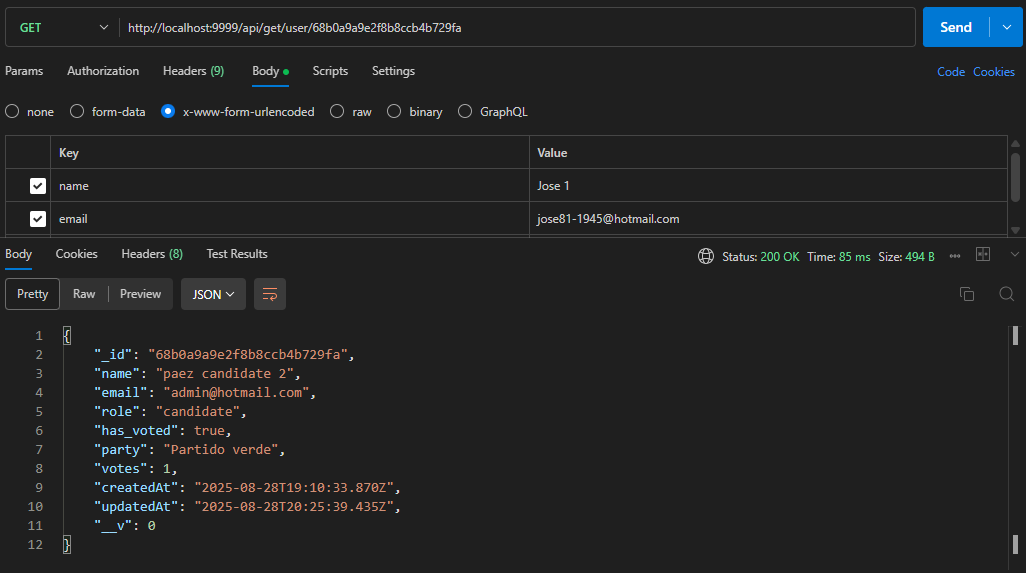 GET http://localhost:9999/api/get/user/68b0a9a9e2f8b8ccb4b729fa Send
Params Authorization Headers (9) Body Scripts Settings Code Cookies
none form-data x-www-form-urlencoded raw binary GraphQL
Key Value
name Jose 1
email jose81-1945@hotmail.com
Body Cookies Headers (8) Test Results Status: 200 OK Time: 85 ms Size: 494 B
Pretty Raw Preview JSON
1 {
2 "_id": "68b0a9a9e2f8b8ccb4b729fa",
3 "name": "paez candidate 2",
4 "email": "admin@hotmail.com",
5 "role": "candidate",
6 "has_voted": true,
7 "party": "Partido verde",
8 "votes": 1,
9 "createdAt": "2025-08-28T19:10:33.870Z",
10 "updatedAt": "2025-08-28T20:25:39.435Z",
11 "__v": 0
12 }